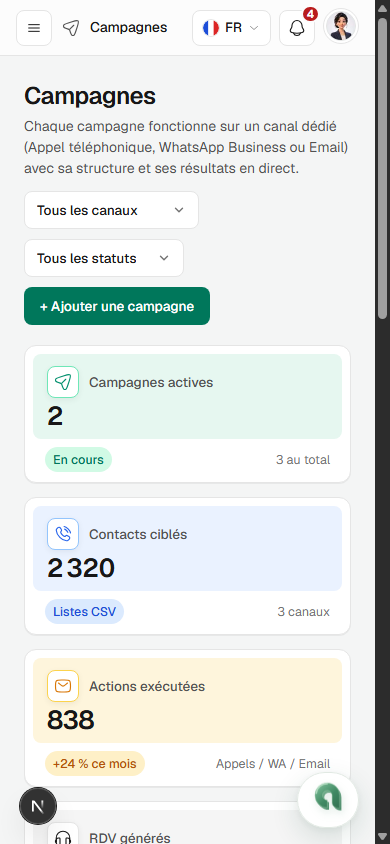 Campagnes
FR
4
Campagnes
Chaque campagne fonctionne sur un canal dédié
(Appel téléphonique, WhatsApp Business ou Email)
avec sa structure et ses résultats en direct.
Tous les canaux
Tous les statuts
+ Ajouter une campagne
Campagnes actives
2
En cours
3 au total
Contacts ciblés
2 320
Listes CSV
3 canaux
Actions exécutées
838
+24 % ce mois
Appels / WA / Email
N
RDV générés